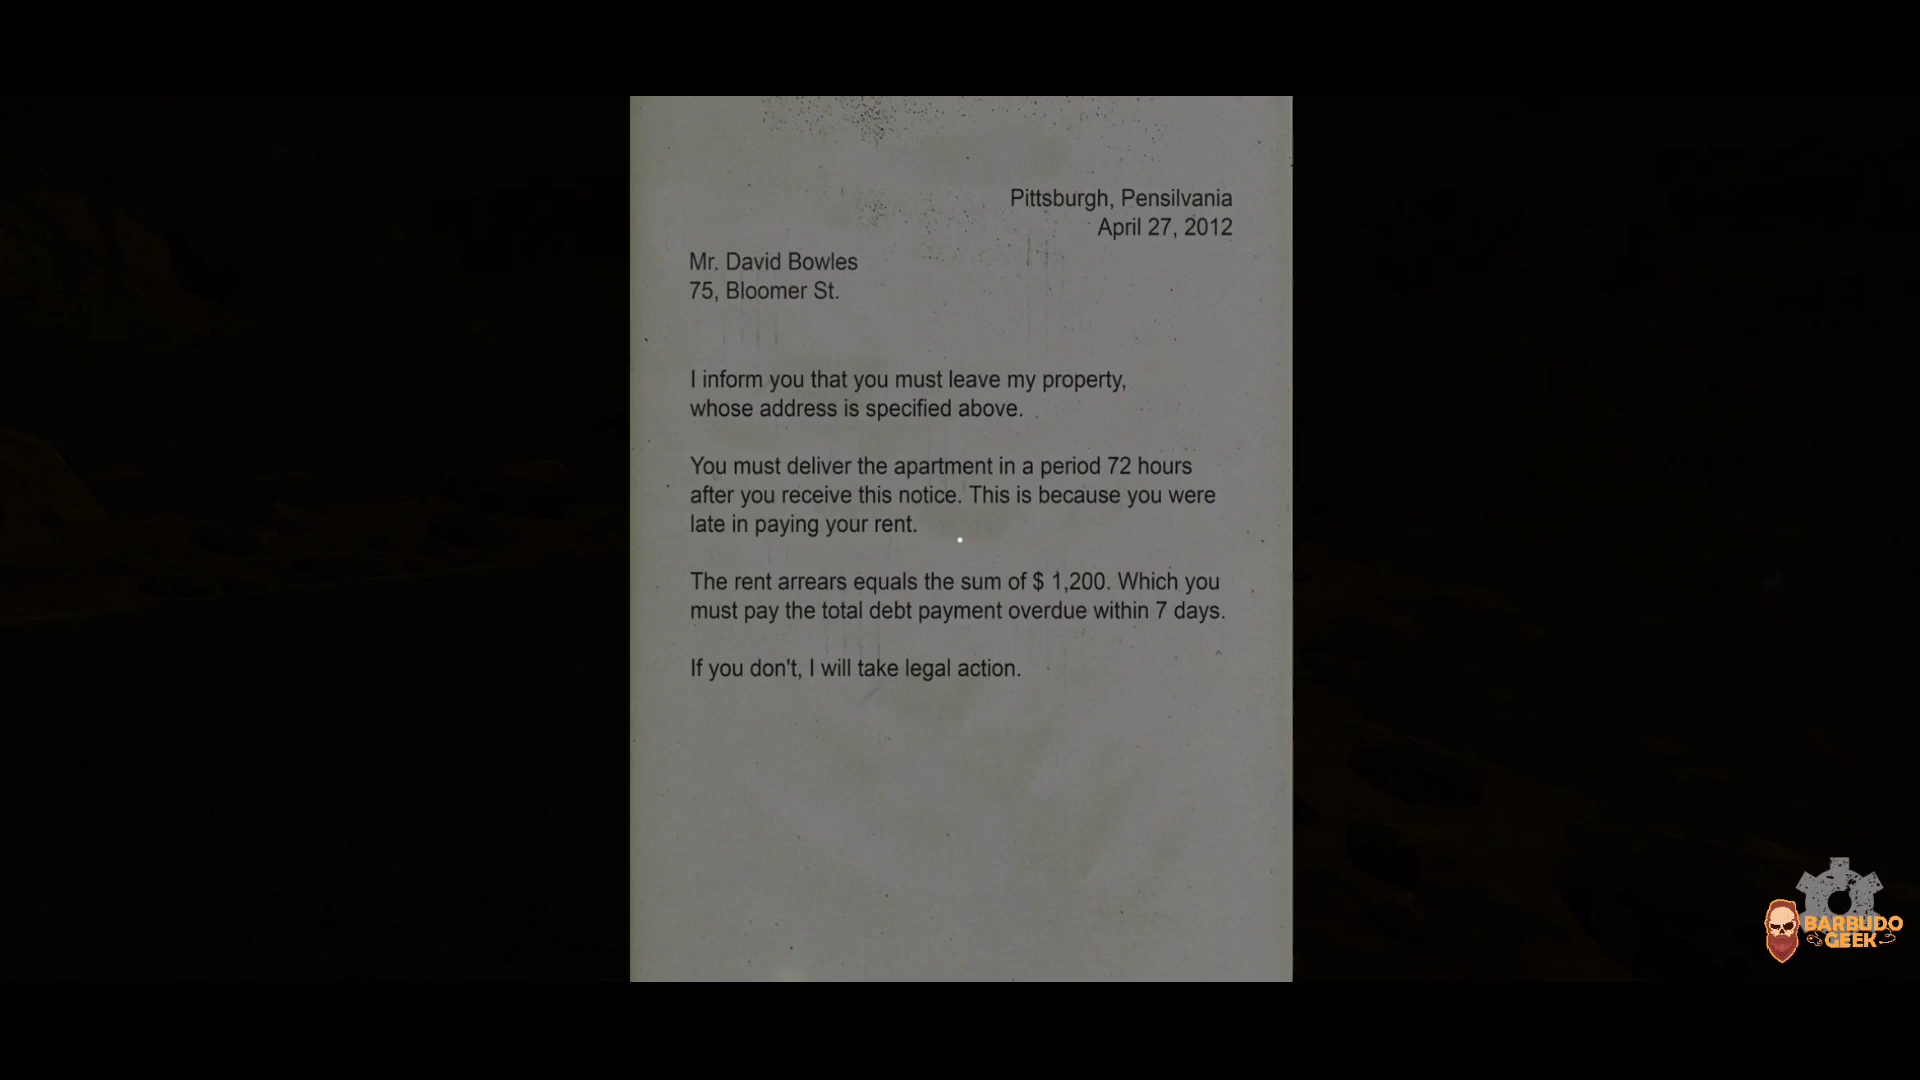 Pittsburgh, Pensilvania
April 27, 2012
Mr. David Bowles
75, Bloomer St.
I inform you that you must leave my property,
whose address is specified above.
You must deliver the apartment in a period 72 hours
after you receive this notice. This is because you were
late in paying your rent.
The rent arrears equals the sum of $ 1,200. Which you
must pay the total debt payment overdue within 7 days.
If you don't, I will take legal action.
BARBUDO
GEEK